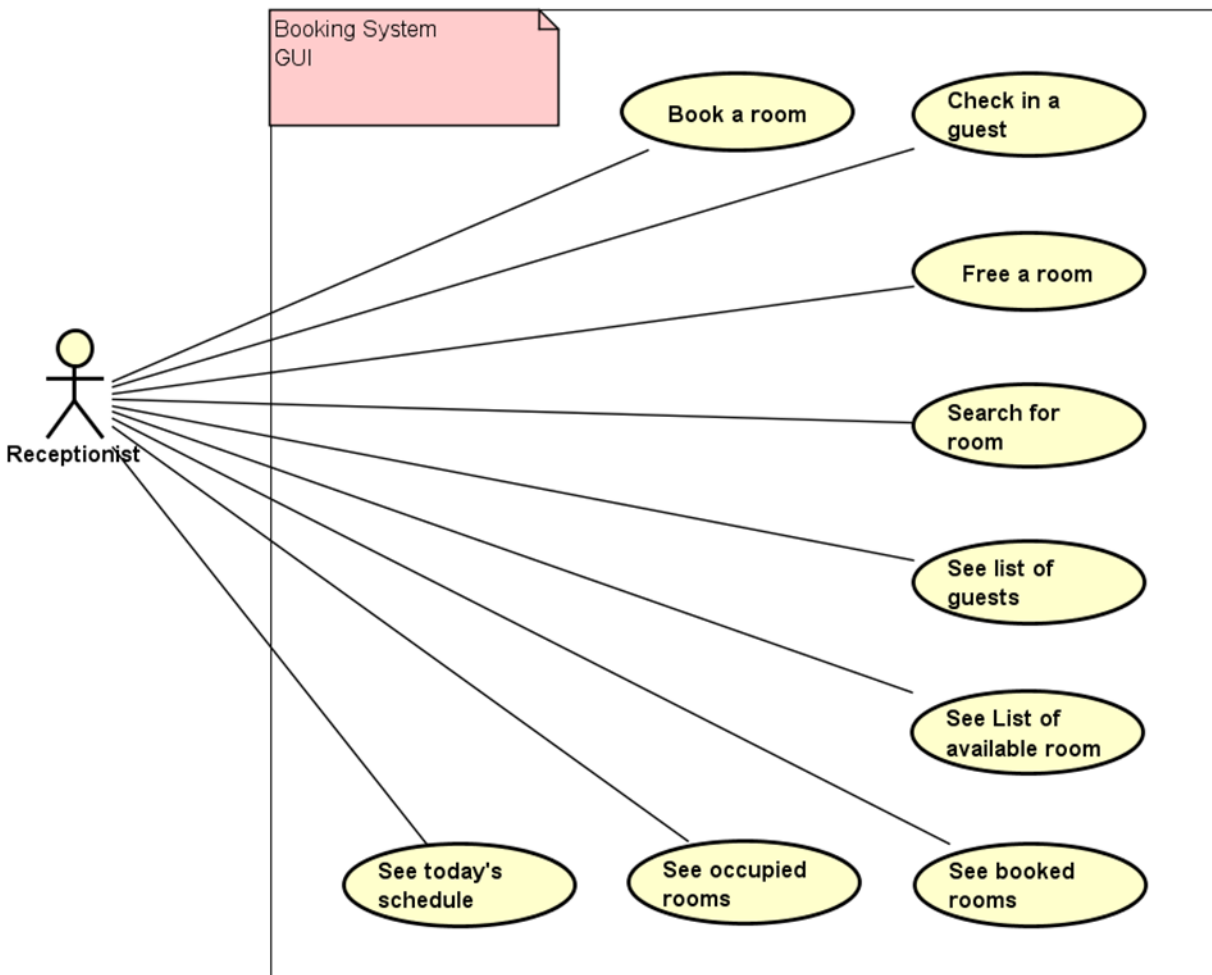 Booking System
GUI
Book a room
Check in a
guest
Free a room
Search for
room
Receptionist
See list of
guests
See List of
available room
See today's
schedule
See occupied
rooms
See booked
rooms